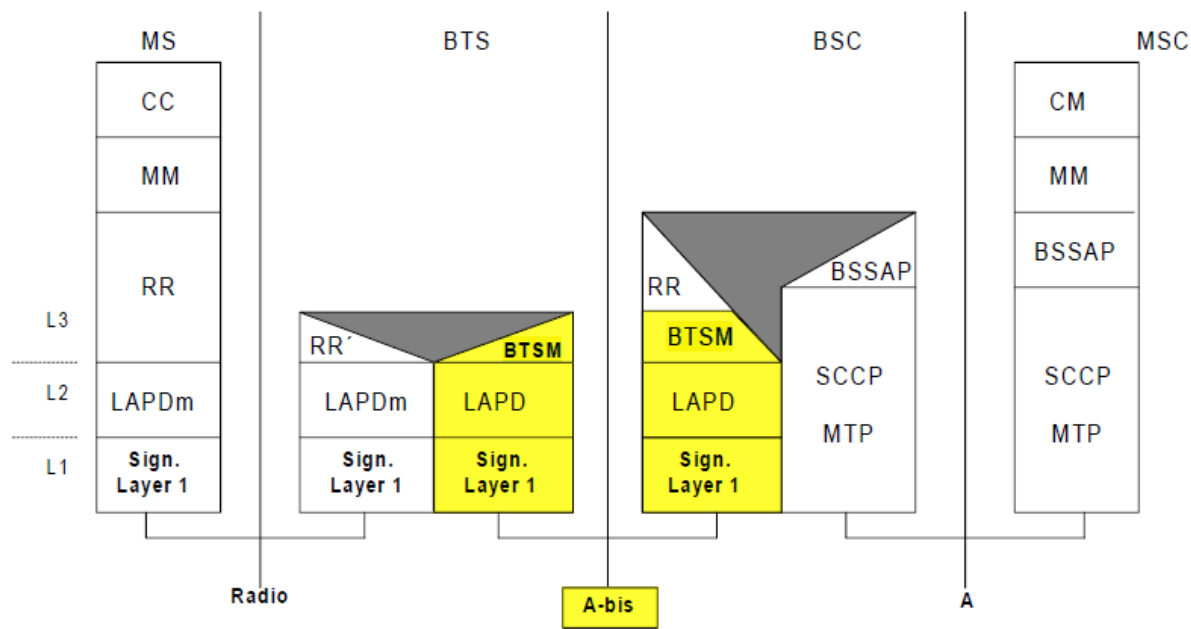 MS
BTS
BSC
MSC
CC
CM
MM
MM
RR
RR
BSSAP
BSSAP
L3
RR´
BTSM
BTSM
L2
LAPDm
LAPDm
LAPD
LAPD
SCCP
SCCP
MTP
MTP
L1
Sign.
Layer 1
Sign.
Layer 1
Sign.
Layer 1
Sign.
Layer 1
Radio
A-bis
A